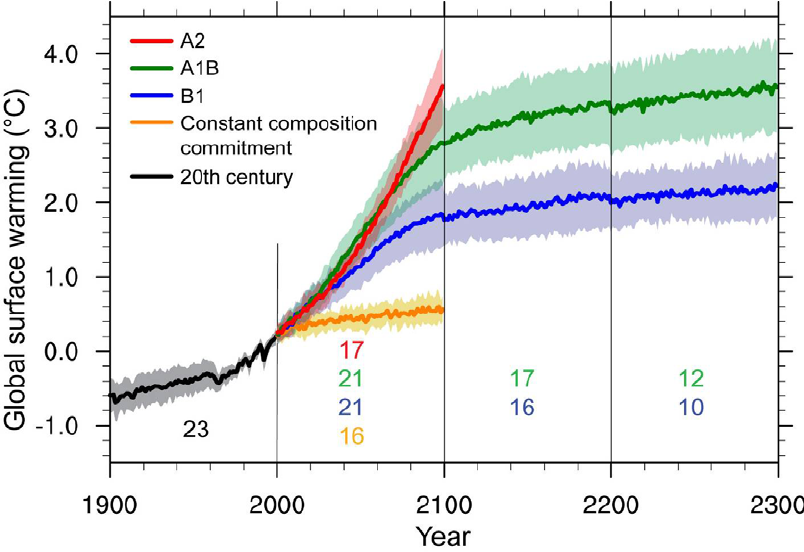 Global surface warming (°C)
4.0
3.0
2.0
1.0
0.0
-1.0
A2
A1B
B1
Constant composition
commitment
20th century
23
17
21
21
16
17
16
12
10
1900
2000
2100
2200
2300
Year